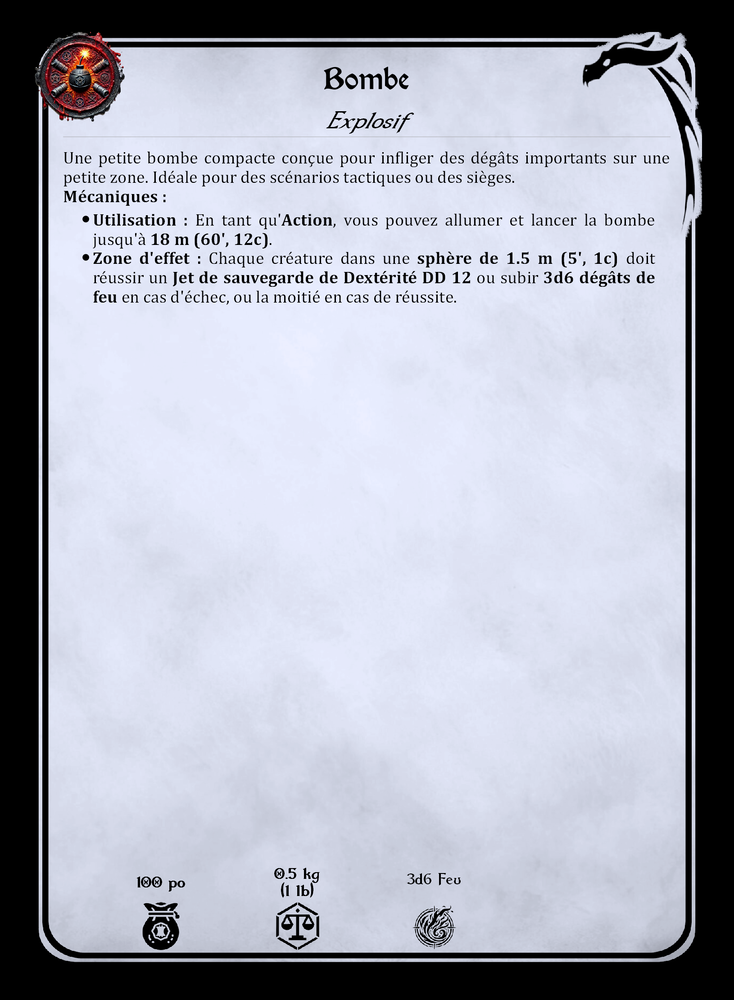 Bombe
Explosif
Une petite bombe compacte conçue pour infliger des dégâts importants sur une
petite zone. Idéale pour des scénarios tactiques ou des sièges.
Mécaniques :
• Utilisation : En tant qu'Action, vous pouvez allumer et lancer la bombe
jusqu'à 18 m (60', 12c).
• Zone d'effet : Chaque créature dans une sphère de 1.5 m (5', 1c) doit
réussir un Jet de sauvegarde de Dextérité DD 12 ou subir 3d6 dégâts de
feu en cas d'échec, ou la moitié en cas de réussite.
100 po
0.5 kg
(1 lb)
3d6 Feu